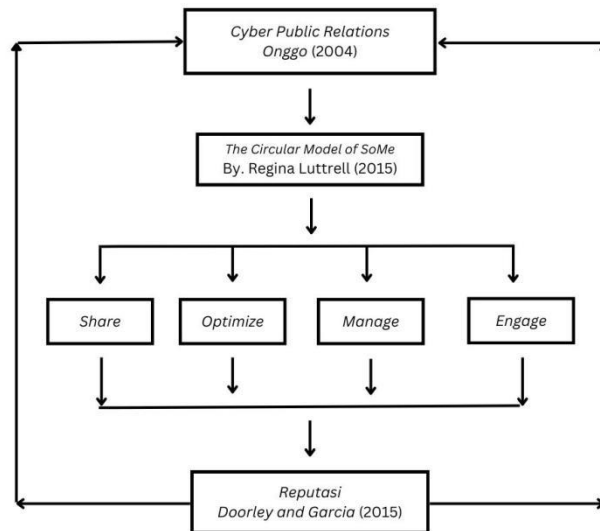 Cyber Public Relations
Onggo (2004)
The Circular Model of SoMe
By. Regina Luttrell (2015)
Share
Optimize
Manage
Engage
Reputasi
Doorley and Garcia (2015)